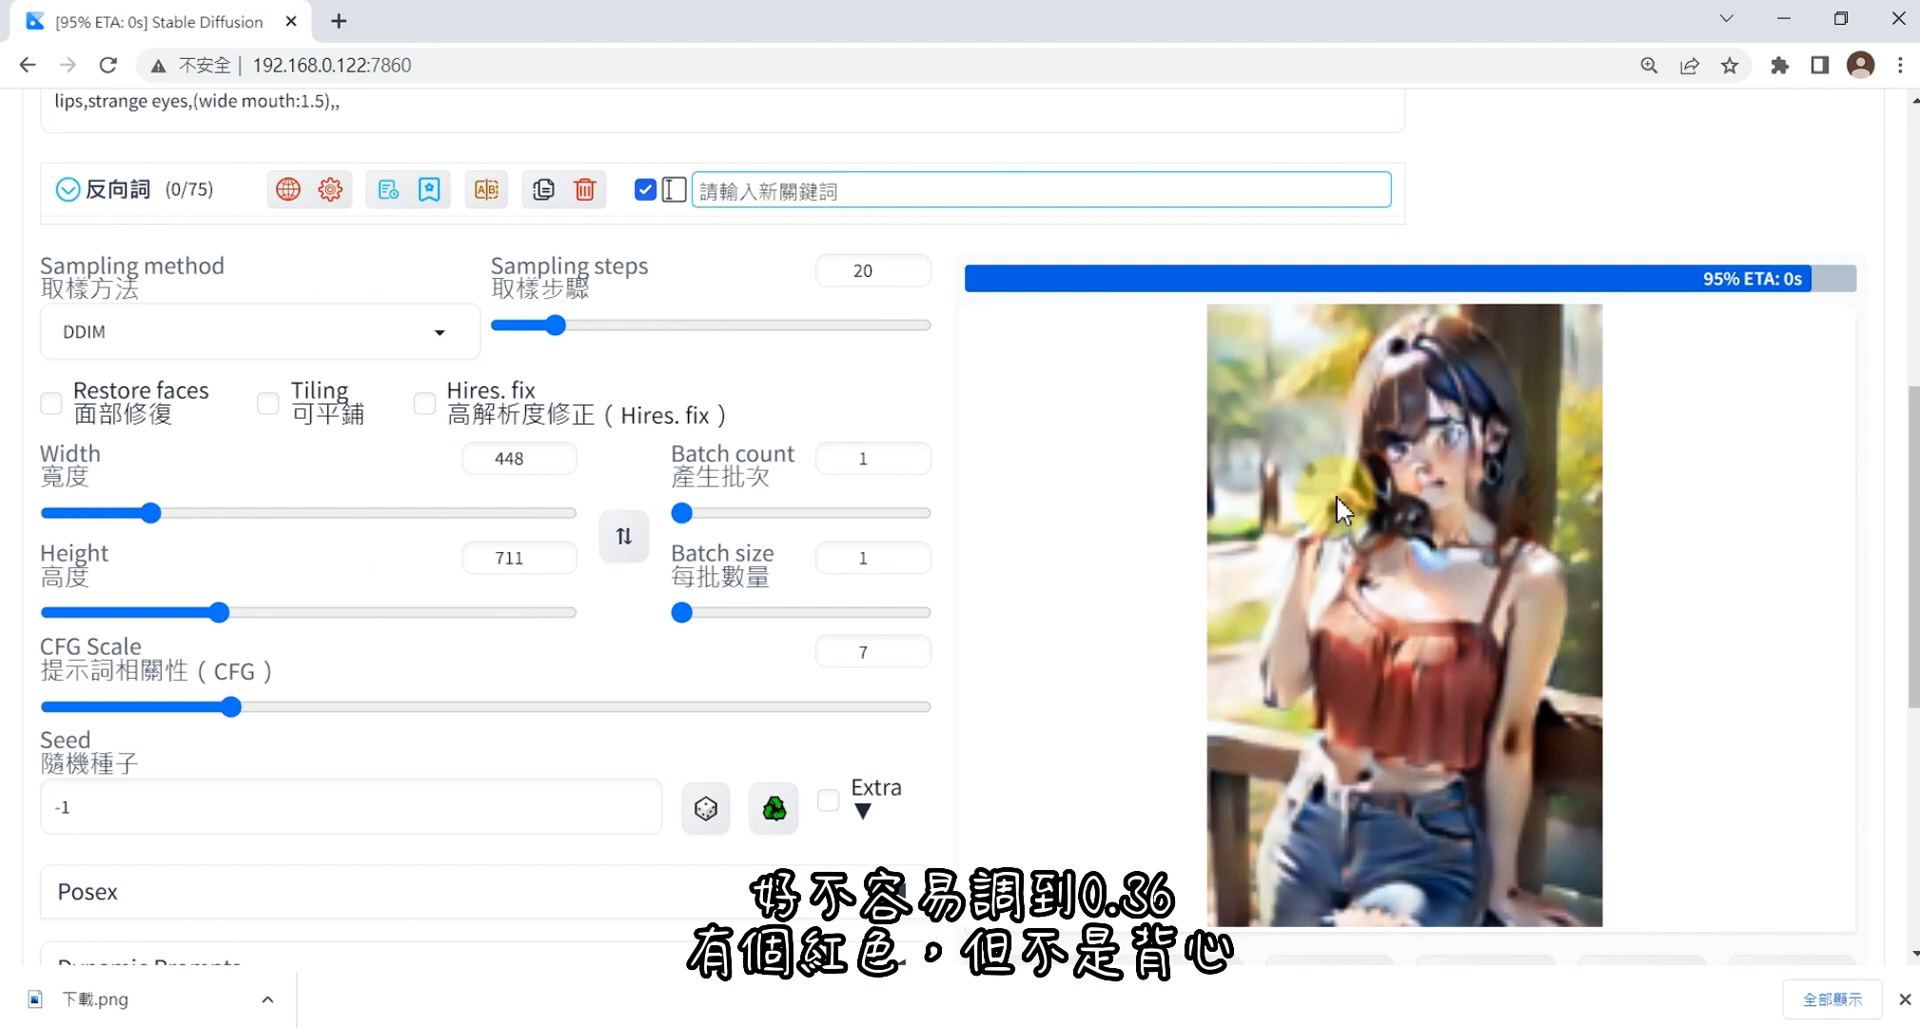 [95% ETA: 0s] Stable Diffusion
不安全 | 192.168.0.122:7860
lips,strange eyes,(wide mouth:1.5),,
反向詞 (0/75)
請輸入新關鍵詞
Sampling method
取樣方法
DDIM
Sampling steps
取樣步驟
20
95% ETA: 0s
Restore faces
面部修復
Tiling
可平鋪
Hires. fix
高解析度修正（Hires. fix）
Width
寬度
448
Batch count
產生批次
1
Height
高度
711
Batch size
每批數量
1
CFG Scale
提示詞相關性（CFG）
7
Seed
隨機種子
-1
Extra
Posex
Dynamic Prompts
好不容易調到0.36
有個紅色，但不是背心
下載.png
全部顯示